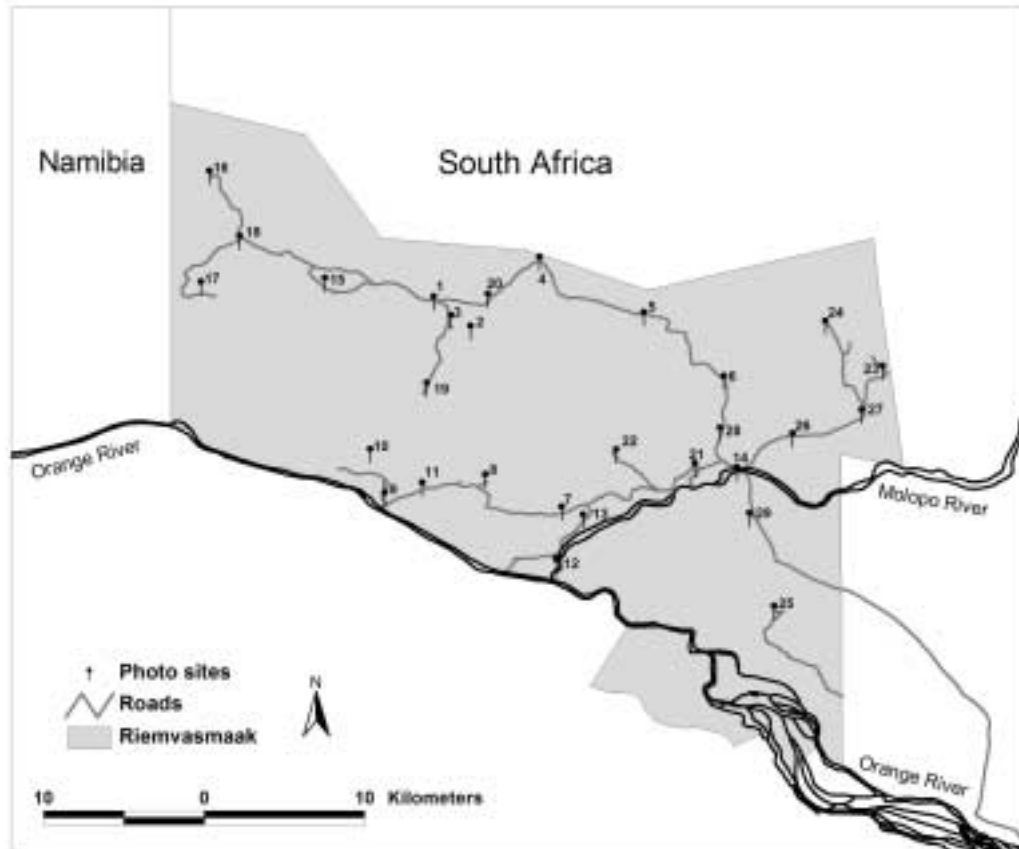 Namibia
South Africa
16
18
17
15
1
20
4
3
2
5
19
6
24
23
27
26
28
22
21
14
10
11
8
9
7
13
12
29
25
Orange River
Molopo River
Orange River
Photo sites
Roads
Riemvasmaak
N
10 0 10 Kilometers